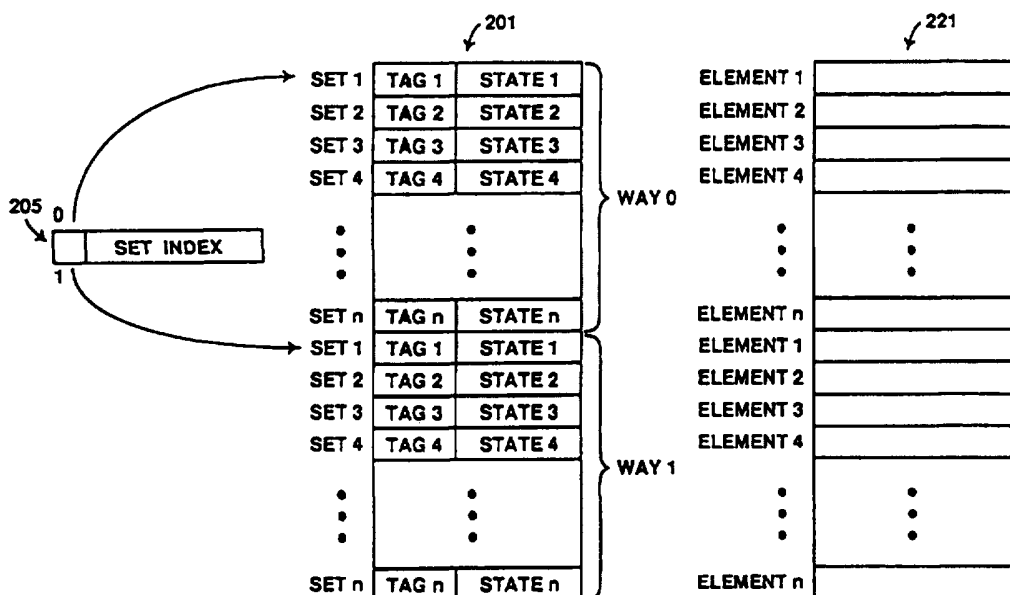 201
221
SET 1 TAG 1 STATE 1 ELEMENT 1
SET 2 TAG 2 STATE 2 ELEMENT 2
SET 3 TAG 3 STATE 3 ELEMENT 3
SET 4 TAG 4 STATE 4 ELEMENT 4
WAY 0
205
0
SET INDEX
1
SET n TAG n STATE n ELEMENT n
SET 1 TAG 1 STATE 1 ELEMENT 1
SET 2 TAG 2 STATE 2 ELEMENT 2
SET 3 TAG 3 STATE 3 ELEMENT 3
SET 4 TAG 4 STATE 4 ELEMENT 4
WAY 1
SET n TAG n STATE n ELEMENT n